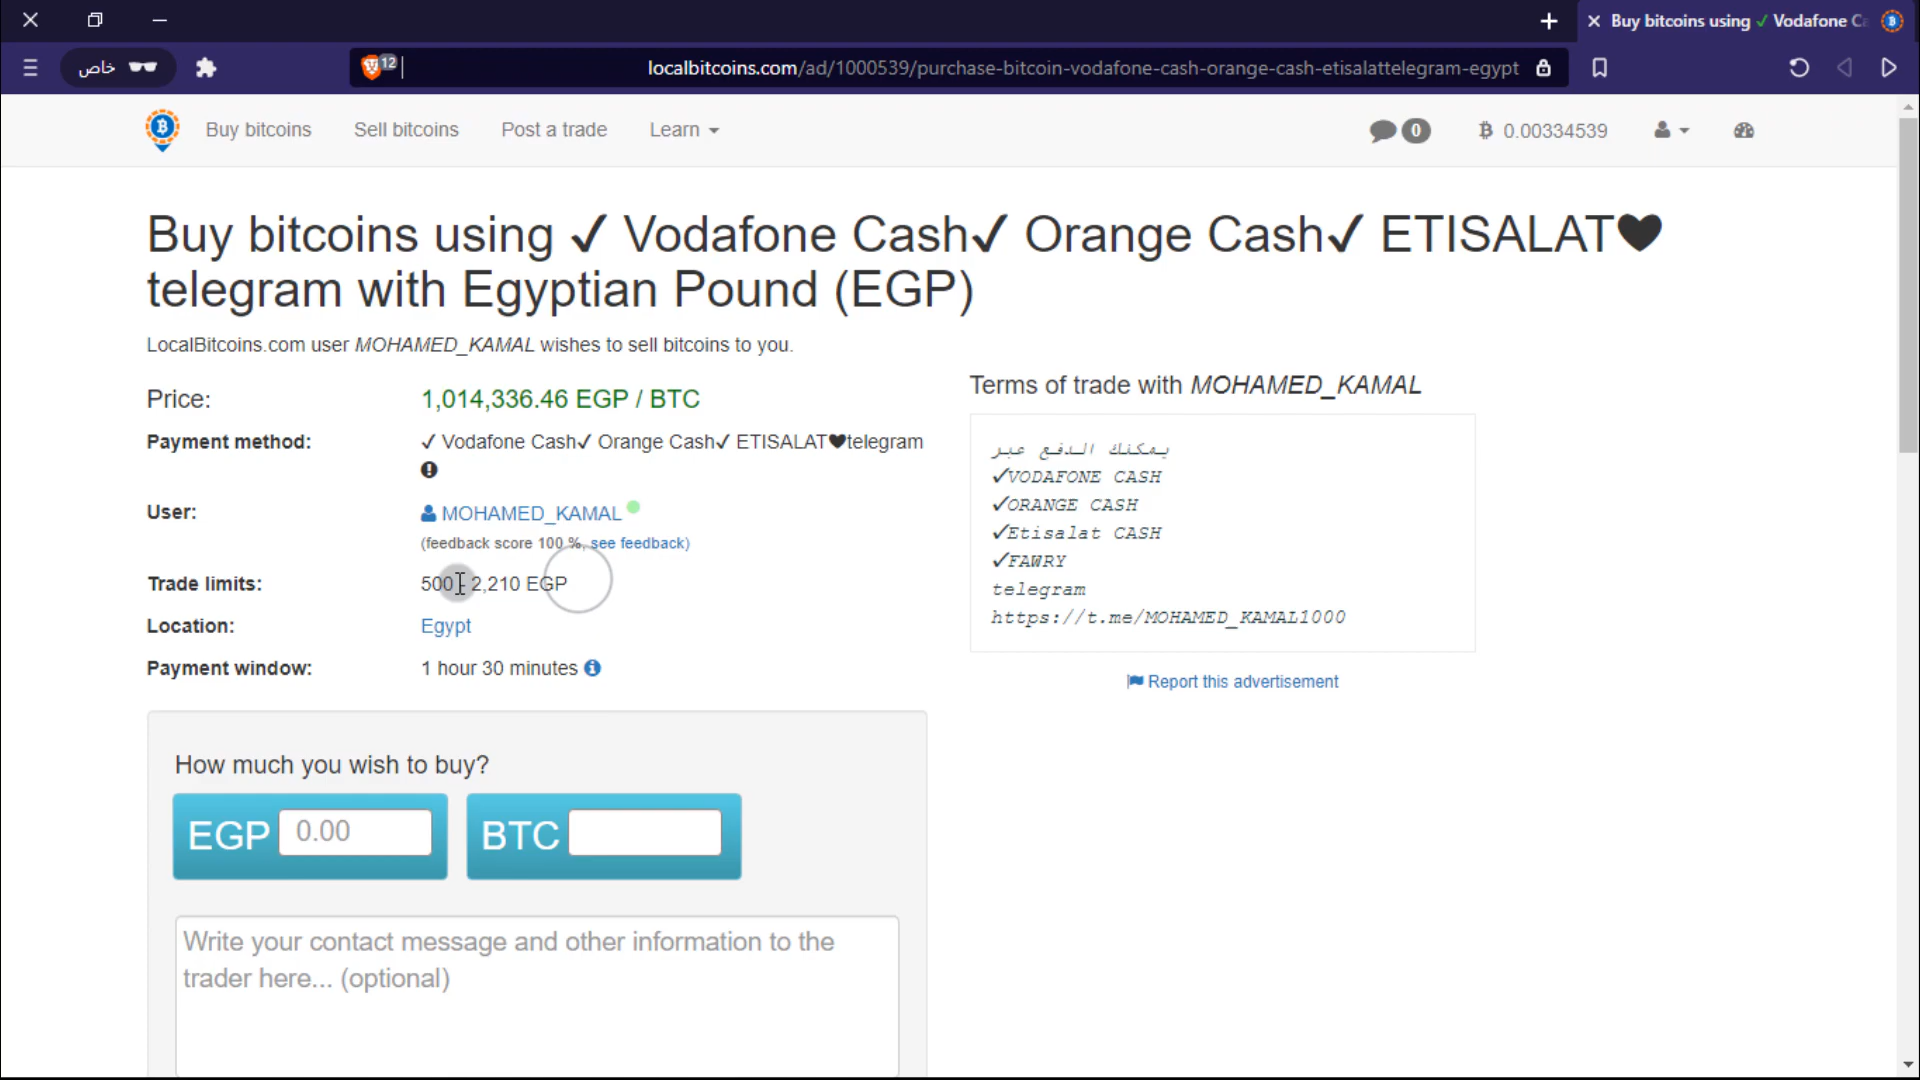 Buy bitcoins using ✓ Vodafone Ca
خاص
12
localbitcoins.com/ad/1000539/purchase-bitcoin-vodafone-cash-orange-cash-etisalattelegram-egypt
Buy bitcoins
Sell bitcoins
Post a trade
Learn
0
0.00334539
Buy bitcoins using ✓ Vodafone Cash✓ Orange Cash✓ ETISALAT♥
telegram with Egyptian Pound (EGP)
LocalBitcoins.com user MOHAMED_KAMAL wishes to sell bitcoins to you.
Price: 1,014,336.46 EGP / BTC
Payment method: ✓ Vodafone Cash✓ Orange Cash✓ ETISALAT♥telegram
User: MOHAMED_KAMAL
(feedback score 100 %, see feedback)
Trade limits: 500 - 2,210 EGP
Location: Egypt
Payment window: 1 hour 30 minutes
Terms of trade with MOHAMED_KAMAL
يمكنك الدفع عبر
✓VODAFONE CASH
✓ORANGE CASH
✓Etisalat CASH
✓FAWRY
telegram
https://t.me/MOHAMED_KAMAL1000
Report this advertisement
How much you wish to buy?
EGP 0.00
BTC
Write your contact message and other information to the
trader here... (optional)